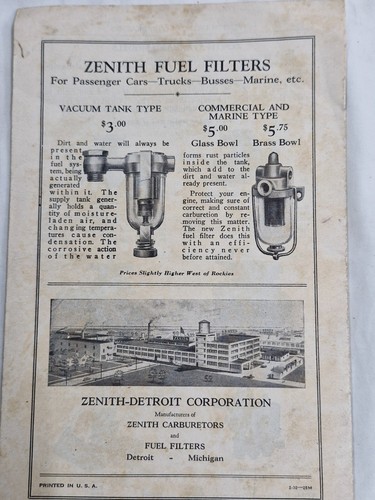 ZENITH FUEL FILTERS
For Passenger Cars—Trucks—Busses—Marine, etc.
VACUUM TANK TYPE
$3.00
Dirt and water will always be
present
in the
fuel sys-
tem, being
actually
generated
within it. The
supply tank gener-
ally holds a quan-
tity of moisture-
laden air, and
changing tempera-
tures cause con-
densation. The
corrosive action
of the water
COMMERCIAL AND
MARINE TYPE
$5.00 $5.75
Glass Bowl Brass Bowl
forms rust particles
inside the tank,
which add to the
dirt and water al-
ready present.
Protect your en-
gine, making sure of
correct and constant
carburetion by re-
moving this matter.
The new Zenith
fuel filter does this
with an effi-
ciency never
before attained.
Prices Slightly Higher West of Rockies
ZENITH-DETROIT CORPORATION
Manufacturers of
ZENITH CARBURETORS
and
FUEL FILTERS
Detroit - Michigan
PRINTED IN U. S. A.